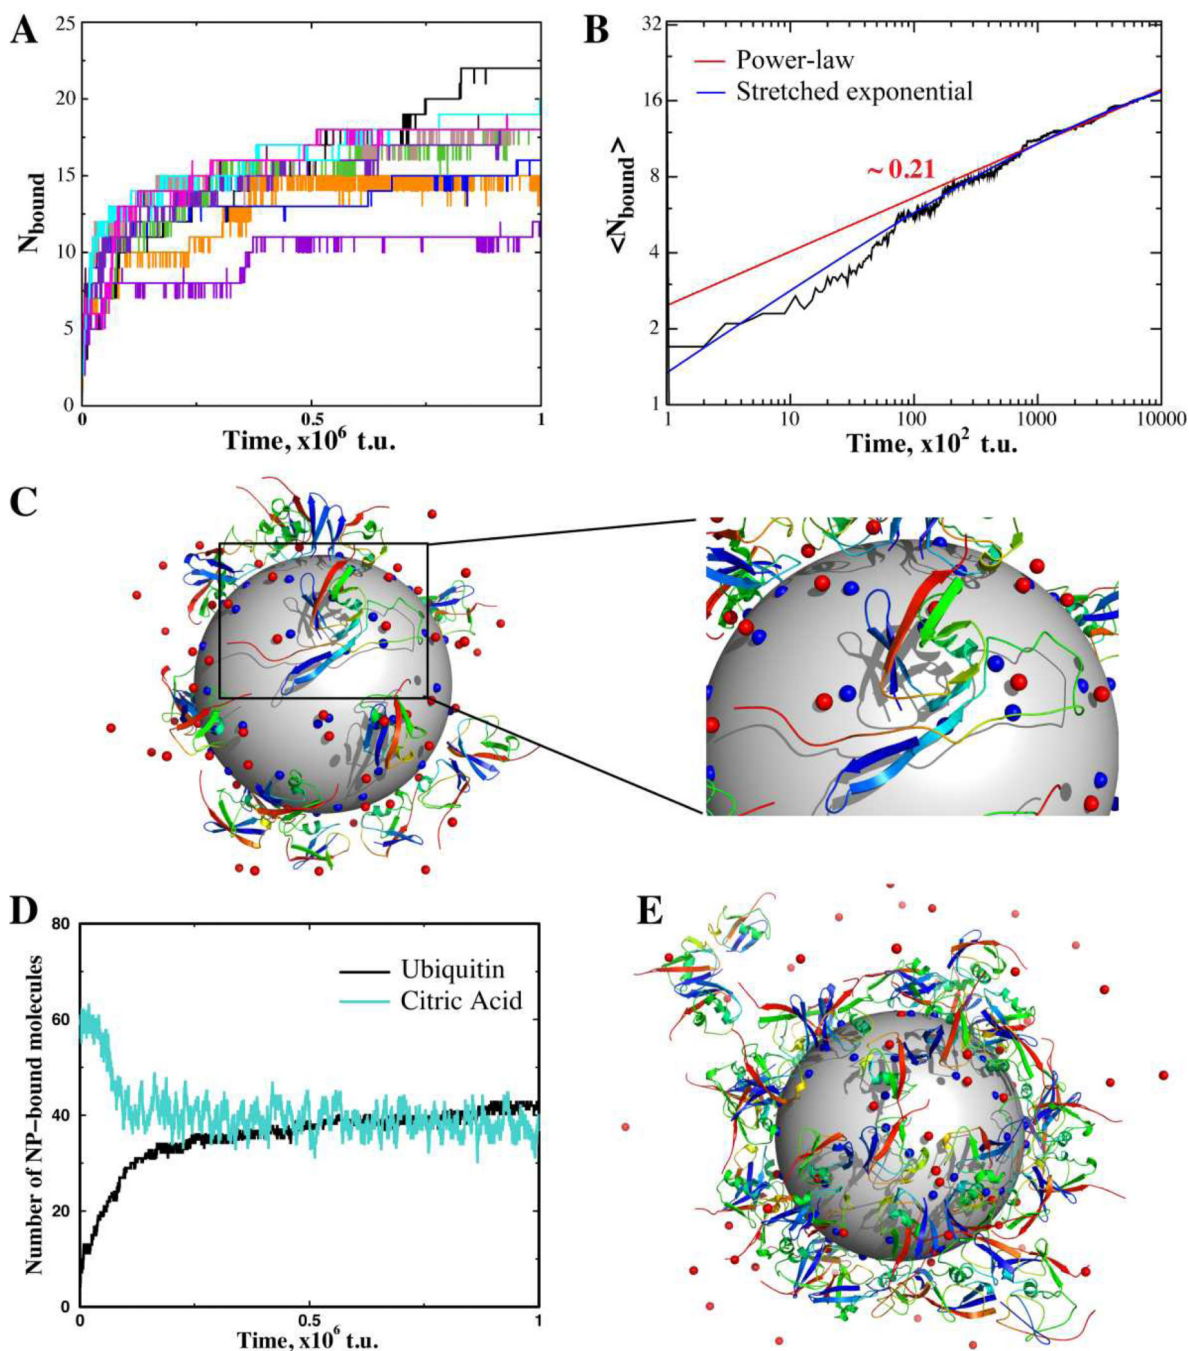 A
25
20
15
10
5
0
N_bound
0
0.5
1
Time, x10^6 t.u.
B
32
16
8
4
2
1
<N_bound>
Power-law
Stretched exponential
~ 0.21
1
10
100
1000
10000
Time, x10^2 t.u.
C
D
80
60
40
20
0
Number of NP-bound molecules
Ubiquitin
Citric Acid
0
0.5
1
Time, x10^6 t.u.
E